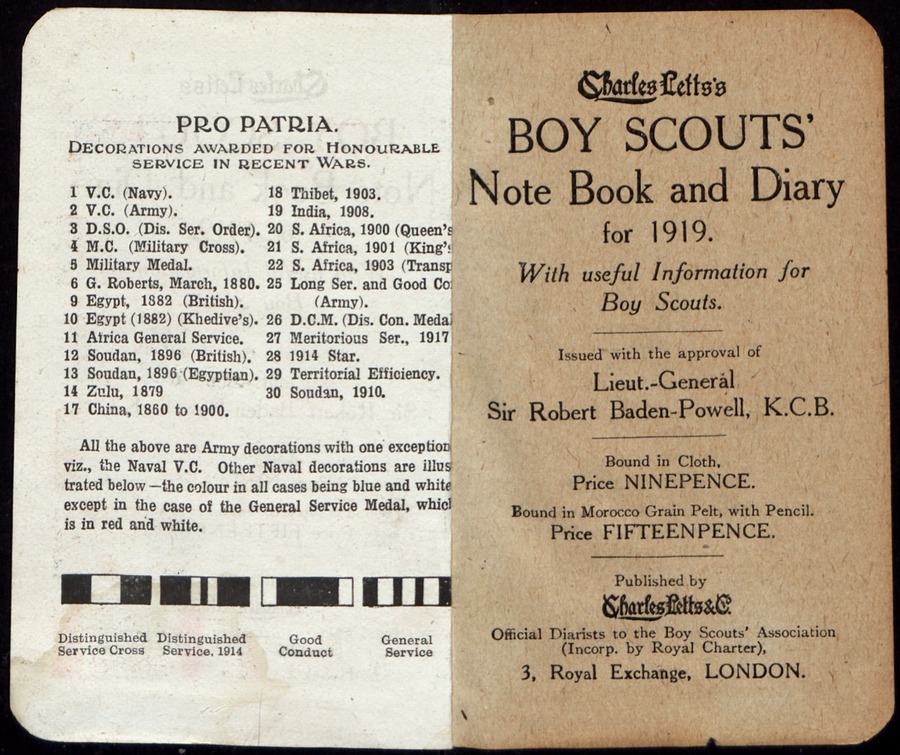 PRO PATRIA.
DECORATIONS AWARDED FOR HONOURABLE
SERVICE IN RECENT WARS.
1 V.C. (Navy).
2 V.C. (Army).
3 D.S.O. (Dis. Ser. Order).
4 M.C. (Military Cross).
5 Military Medal.
6 G. Roberts, March, 1880.
9 Egypt, 1882 (British).
10 Egypt (1882) (Khedive's).
11 Africa General Service.
12 Soudan, 1896 (British).
13 Soudan, 1896 (Egyptian).
14 Zulu, 1879
17 China, 1860 to 1900.
18 Thibet, 1903.
19 India, 1908.
20 S. Africa, 1900 (Queen's
21 S. Africa, 1901 (King's
22 S. Africa, 1903 (Transp
25 Long Ser. and Good Co
(Army).
26 D.C.M. (Dis. Con. Medal
27 Meritorious Ser., 1917
28 1914 Star.
29 Territorial Efficiency.
30 Soudan, 1910.
All the above are Army decorations with one exception
viz., the Naval V.C. Other Naval decorations are illus
trated below—the colour in all cases being blue and white
except in the case of the General Service Medal, which
is in red and white.
Distinguished
Service Cross
Distinguished
Service, 1914
Good
Conduct
General
Service
Charles Letts's
BOY SCOUTS'
Note Book and Diary
for 1919.
With useful Information for
Boy Scouts.
Issued with the approval of
Lieut.-General
Sir Robert Baden-Powell, K.C.B.
Bound in Cloth,
Price NINEPENCE.
Bound in Morocco Grain Pelt, with Pencil.
Price FIFTEENPENCE.
Published by
Charles Letts & Co.
Official Diarists to the Boy Scouts' Association
(Incorp. by Royal Charter),
3, Royal Exchange, LONDON.